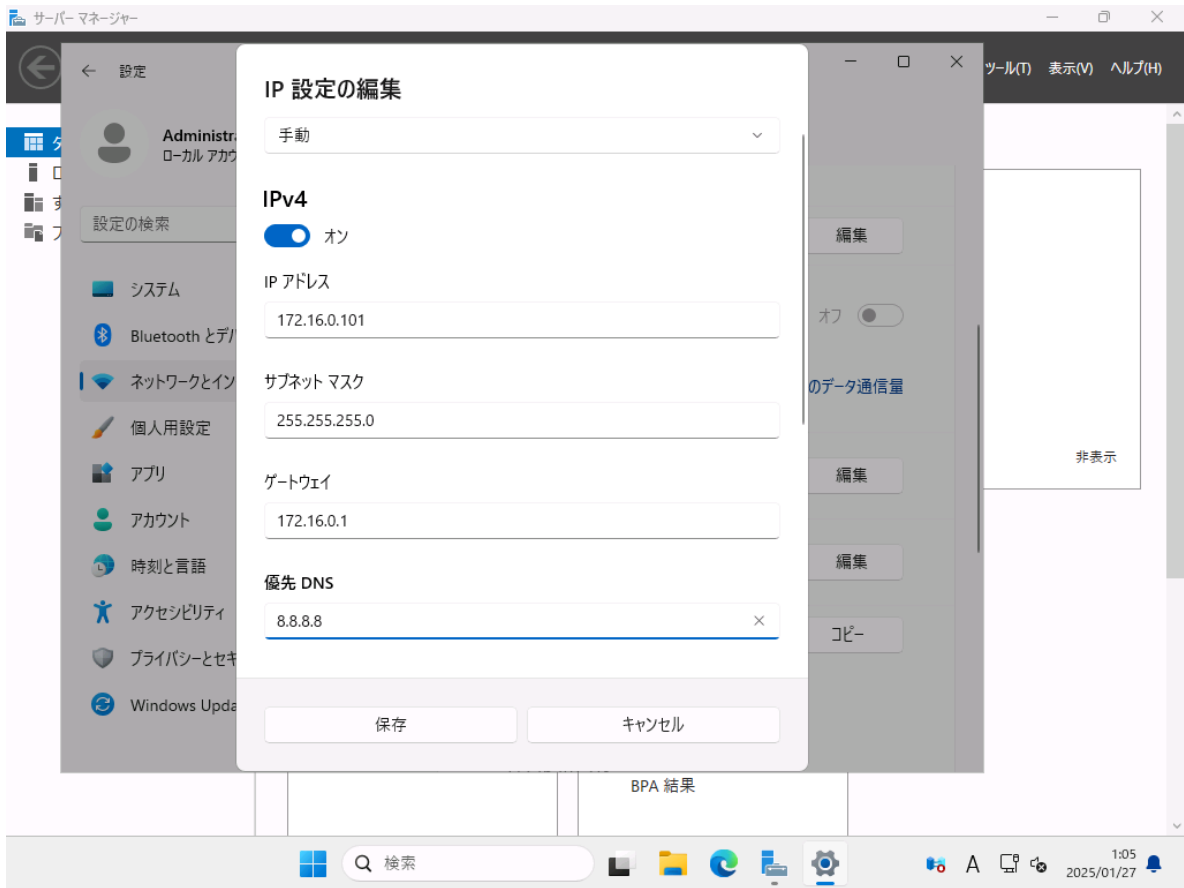 サーバー マネージャー
ツール(T) 表示(V) ヘルプ(H)
設定
IP 設定の編集
Administr
ローカル アカウ
手動
設定の検索
IPv4
オン
編集
IP アドレス
システム
172.16.0.101
オフ
Bluetooth とデバ
サブネット マスク
ネットワークとイン
のデータ通信量
255.255.255.0
個人用設定
非表示
アプリ
ゲートウェイ
編集
アカウント
172.16.0.1
時刻と言語
編集
優先 DNS
アクセシビリティ
8.8.8.8
コピー
プライバシーとセキ
Windows Upda
保存
キャンセル
BPA 結果
検索
A
1:05
2025/01/27